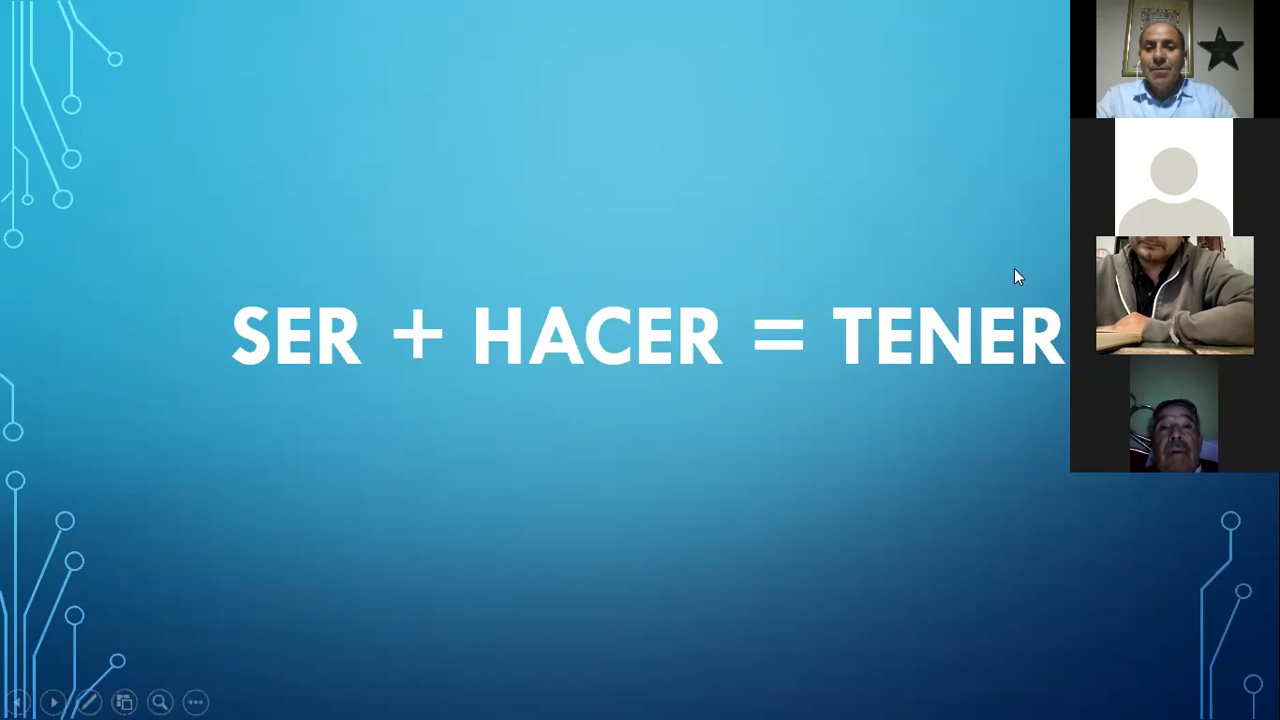 SER + HACER = TENER